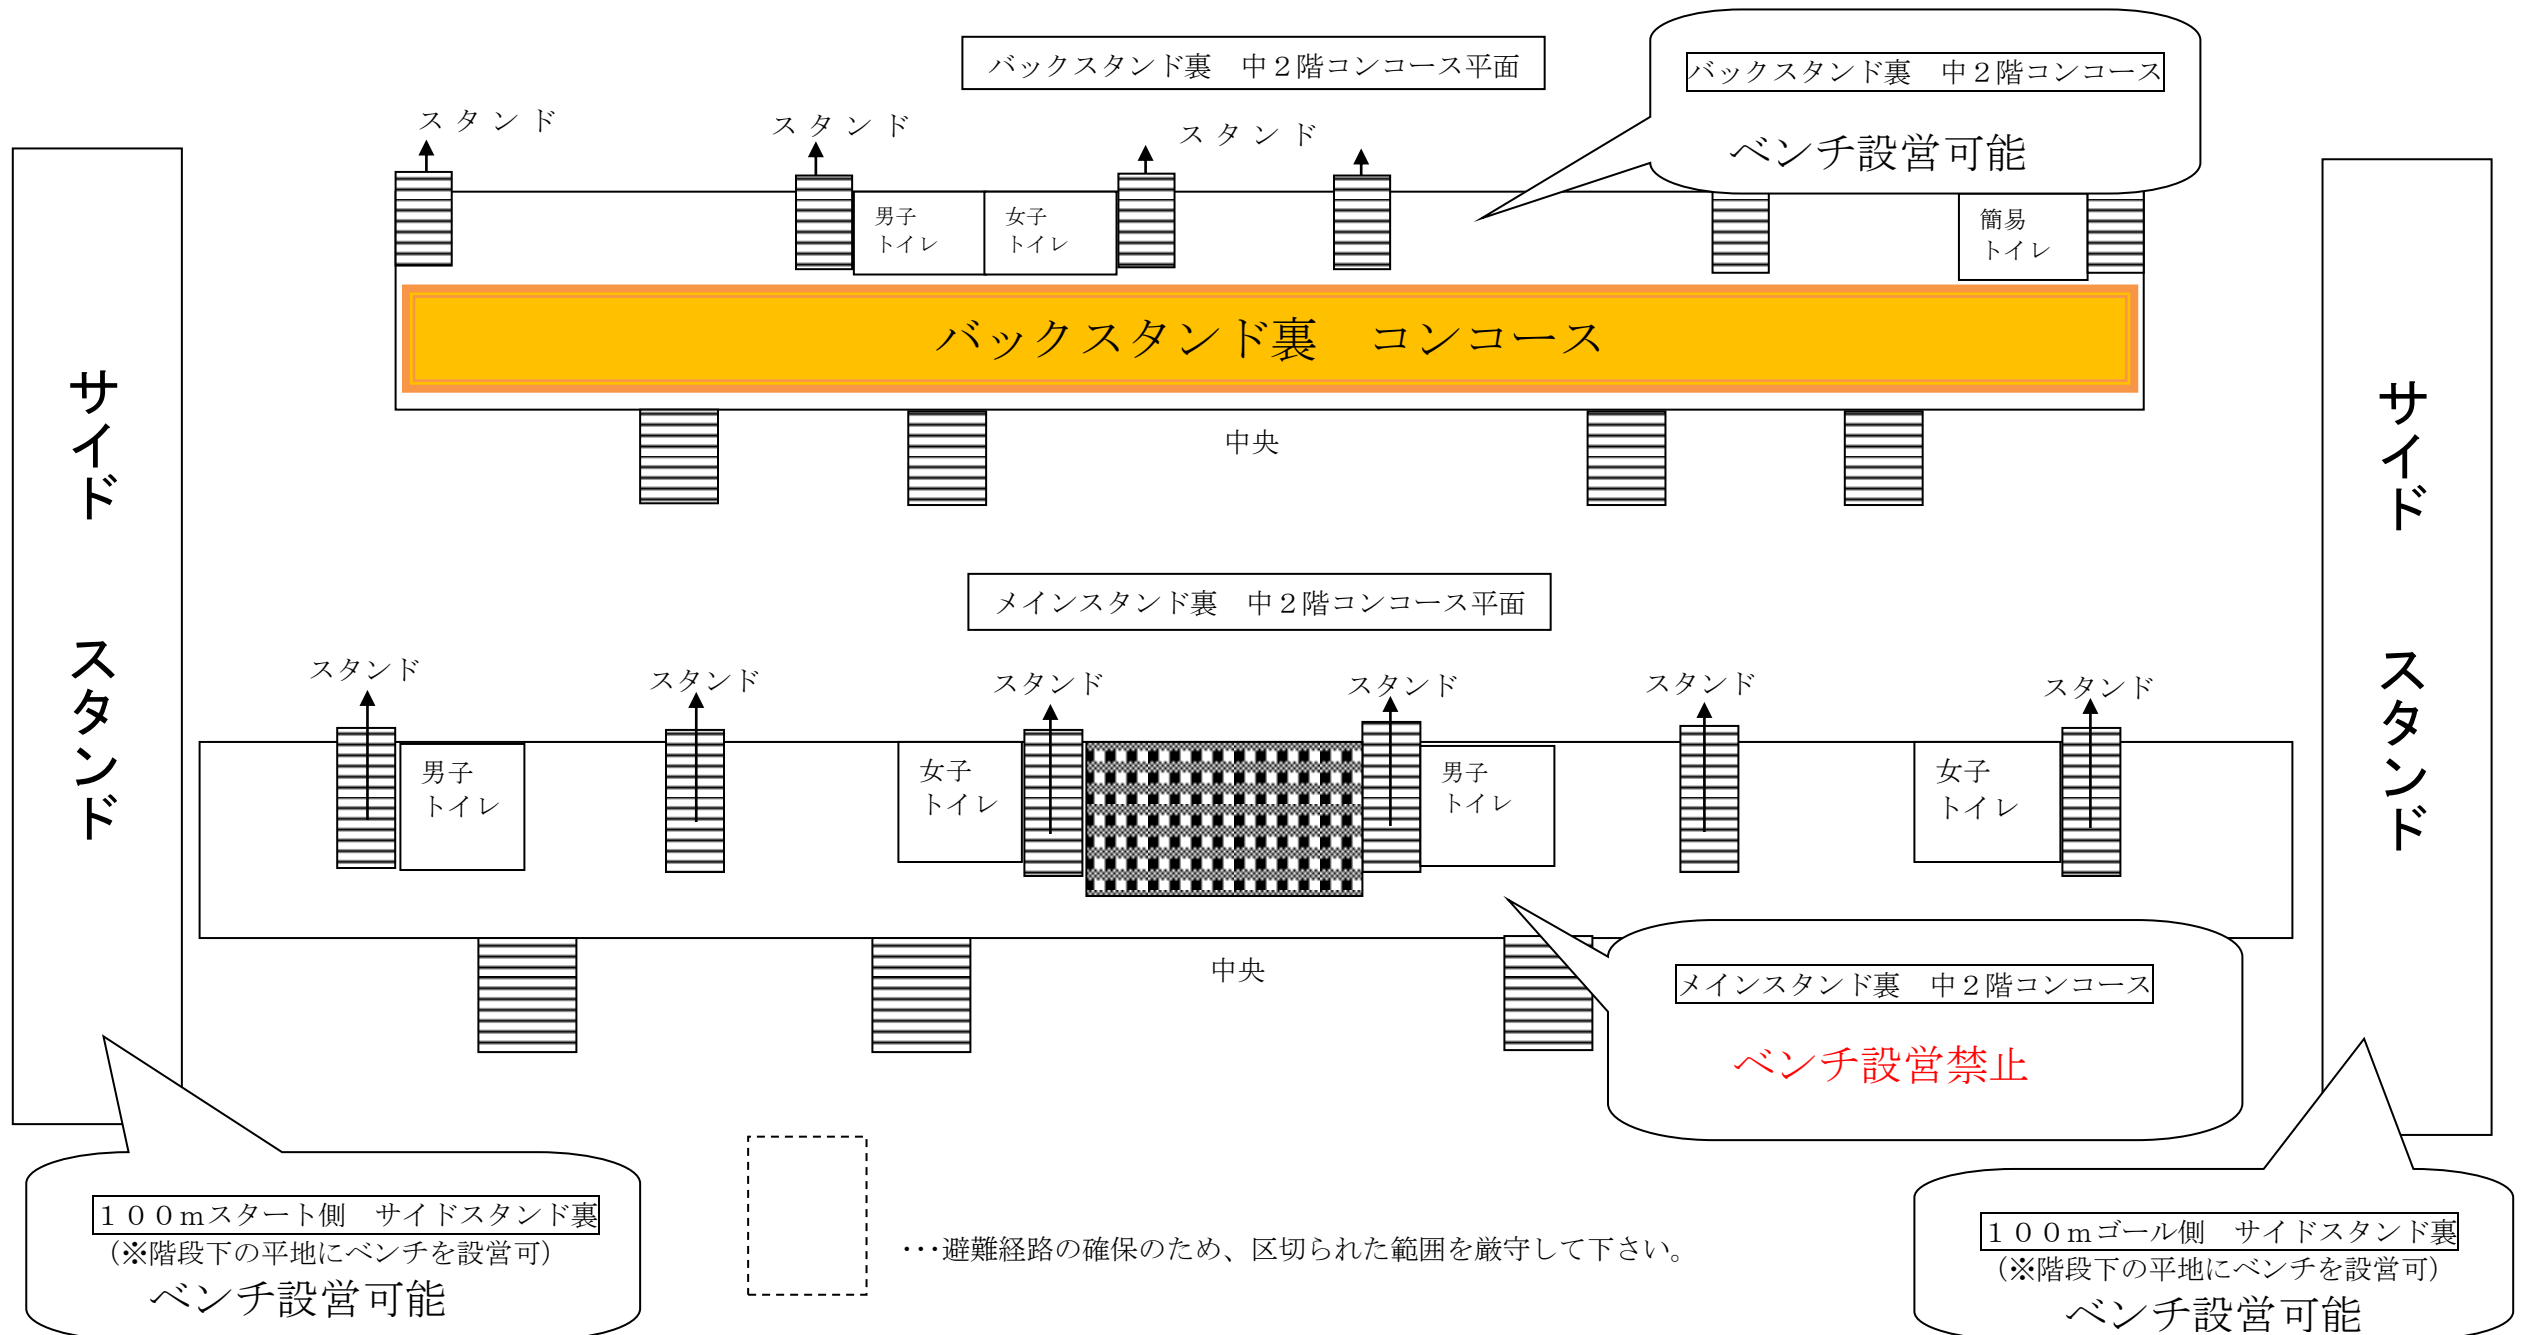 バックスタンド裏　中２階コンコース平面
バックスタンド裏　中２階コンコース
ベンチ設営可能
スタンド
スタンド
スタンド
男子
トイレ
女子
トイレ
簡易
トイレ
バックスタンド裏　コンコース
中央
サイド　スタンド
サイド　スタンド
メインスタンド裏　中２階コンコース平面
スタンド
スタンド
スタンド
スタンド
スタンド
スタンド
男子
トイレ
女子
トイレ
男子
トイレ
女子
トイレ
中央
メインスタンド裏　中２階コンコース
ベンチ設営禁止
１００ｍスタート側　サイドスタンド裏
（※階段下の平地にベンチを設営可）
ベンチ設営可能
･･･避難経路の確保のため、区切られた範囲を厳守して下さい。
１００ｍゴール側　サイドスタンド裏
（※階段下の平地にベンチを設営可）
ベンチ設営可能